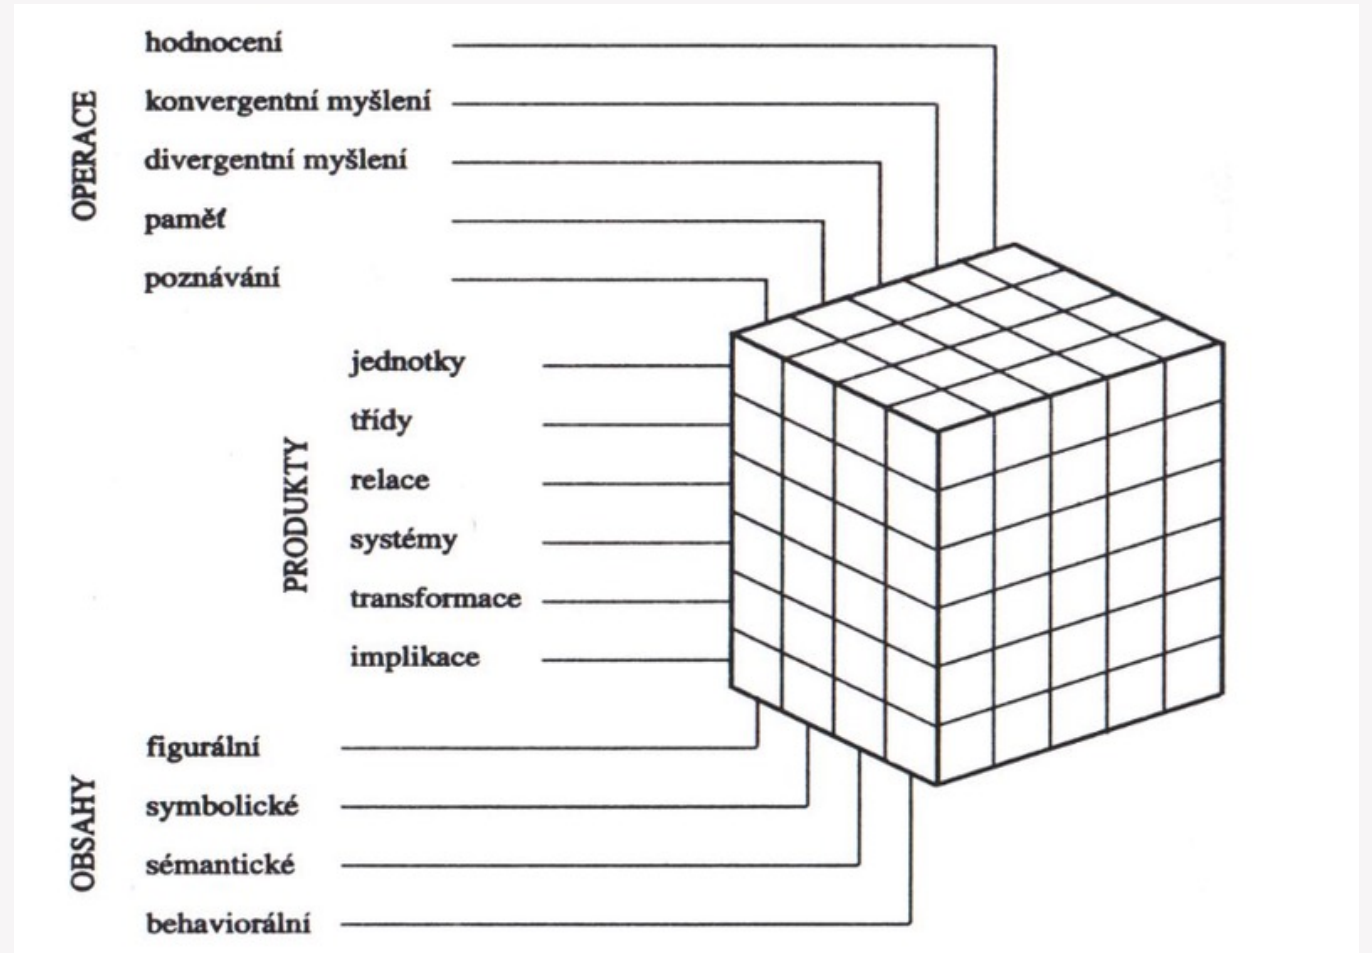 OPERACE
hodnocení
konvergentní myšlení
divergentní myšlení
paměť
poznávání
PRODUKTY
jednotky
třídy
relace
systémy
transformace
implikace
OBSAHY
figurální
symbolické
sémantické
behaviorální